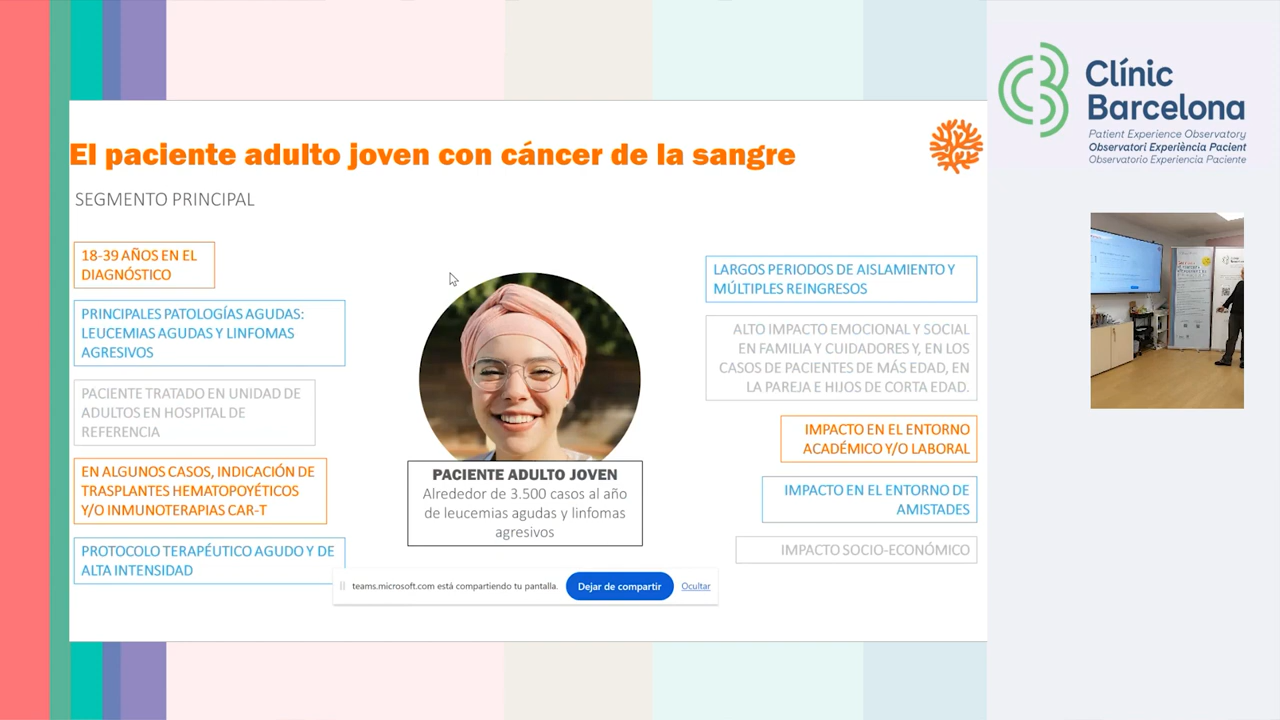 El paciente adulto joven con cáncer de la sangre
SEGMENTO PRINCIPAL
18-39 AÑOS EN EL
DIAGNÓSTICO
PRINCIPALES PATOLOGÍAS AGUDAS:
LEUCEMIAS AGUDAS Y LINFOMAS
AGRESIVOS
PACIENTE TRATADO EN UNIDAD DE
ADULTOS EN HOSPITAL DE
REFERENCIA
EN ALGUNOS CASOS, INDICACIÓN DE
TRASPLANTES HEMATOPOYÉTICOS
Y/O INMUNOTERAPIAS CAR-T
PROTOCOLO TERAPÉUTICO AGUDO Y DE
ALTA INTENSIDAD
PACIENTE ADULTO JOVEN
Alrededor de 3.500 casos al año
de leucemias agudas y linfomas
agresivos
LARGOS PERIODOS DE AISLAMIENTO Y
MÚLTIPLES REINGRESOS
ALTO IMPACTO EMOCIONAL Y SOCIAL
EN FAMILIA Y CUIDADORES Y, EN LOS
CASOS DE PACIENTES DE MÁS EDAD, EN
LA PAREJA E HIJOS DE CORTA EDAD.
IMPACTO EN EL ENTORNO
ACADÉMICO Y/O LABORAL
IMPACTO EN EL ENTORNO DE
AMISTADES
IMPACTO SOCIO-ECONÓMICO
teams.microsoft.com está compartiendo tu pantalla.
Dejar de compartir
Ocultar
Clínic
Barcelona
Patient Experience Observatory
Observatori Experiència Pacient
Observatorio Experiencia Paciente